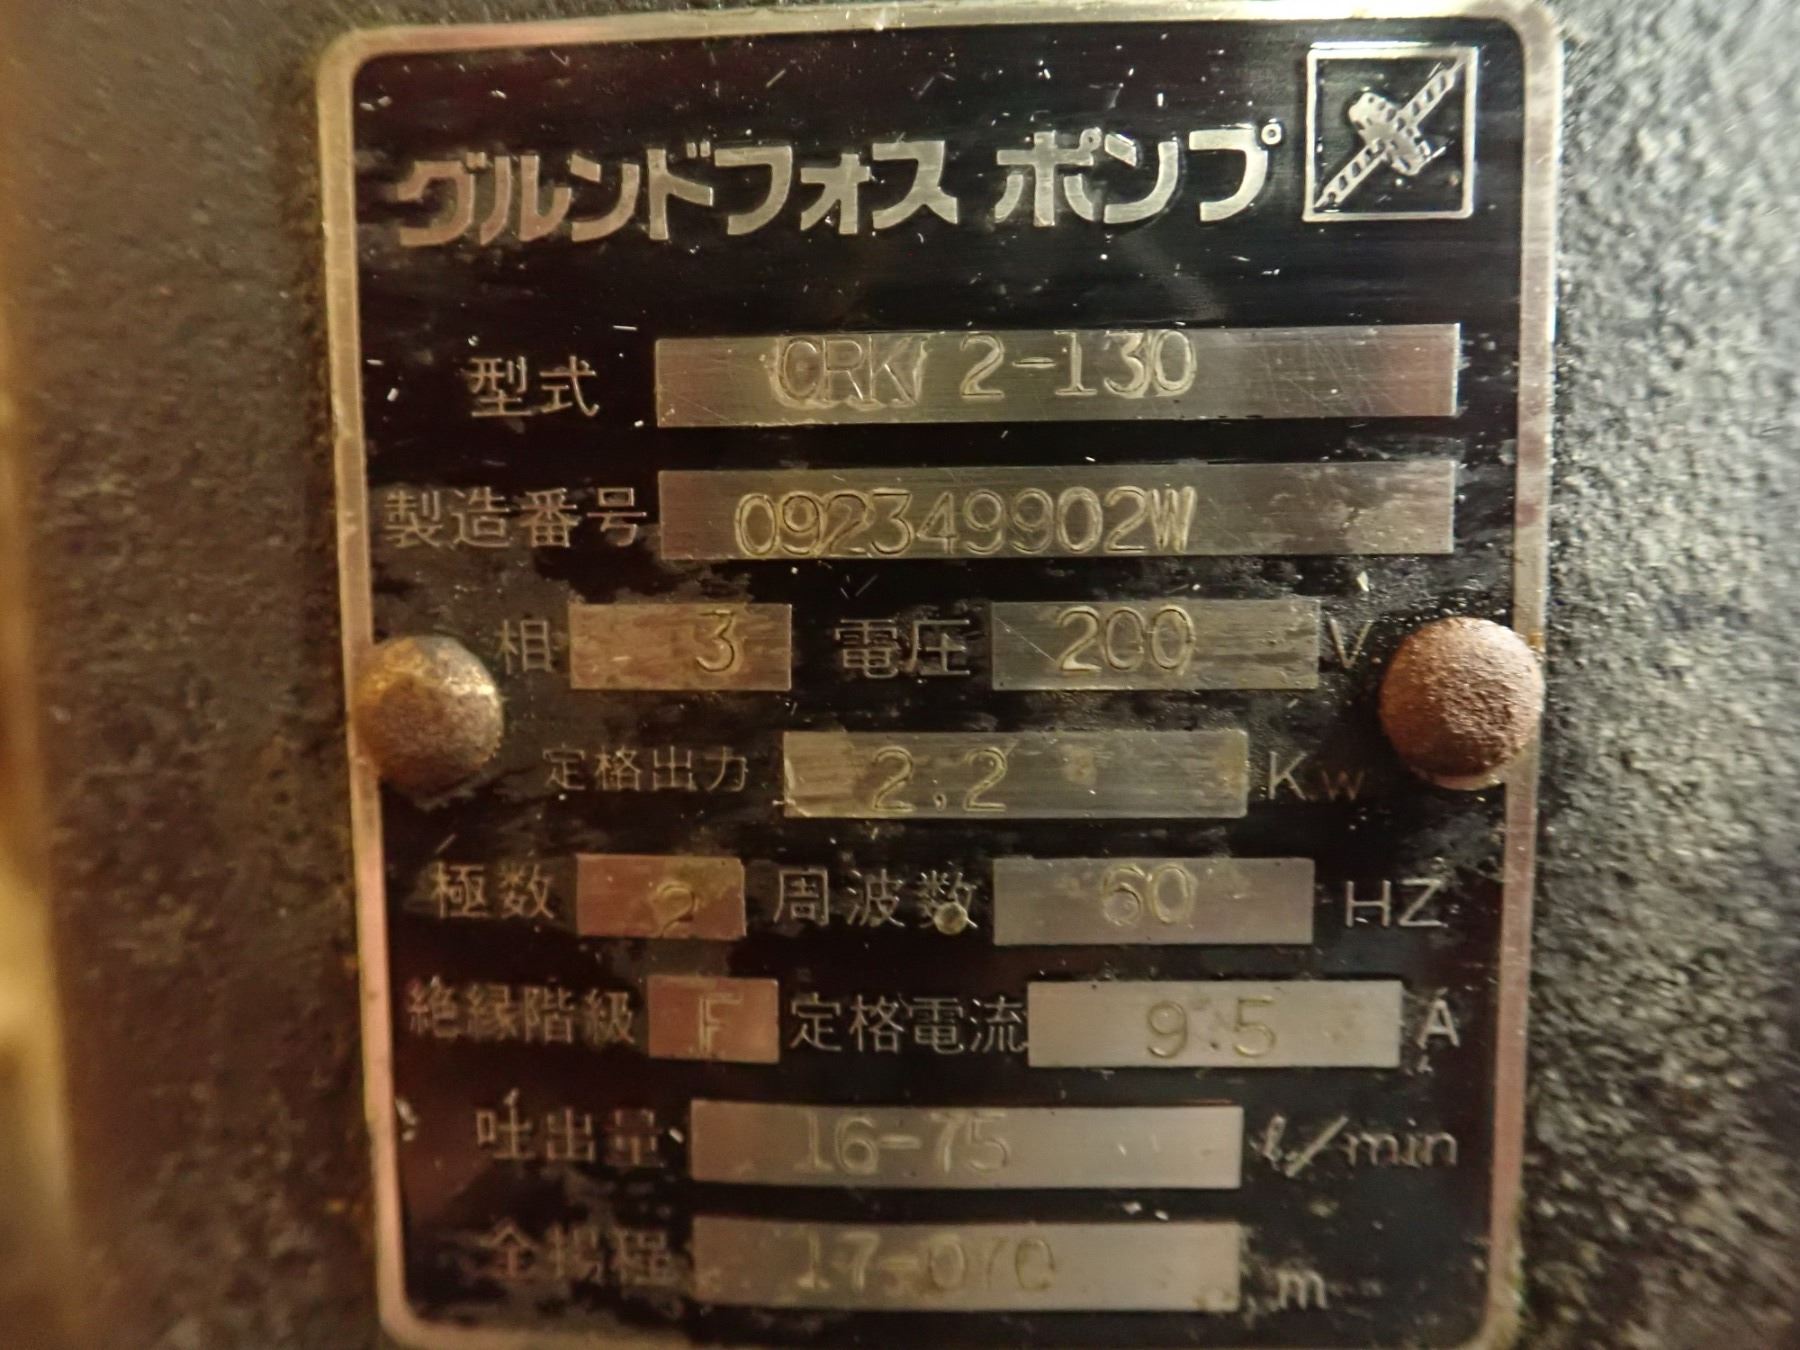 グルンドフォス ポンプ
型式 CRK 2-130
製造番号 092349902W
相 3 電圧 200 V
定格出力 2.2 Kw
極数 2 周波数 60 HZ
絶縁階級 F 定格電流 9.5 A
吐出量 16-75 ℓ/min
全揚程 m